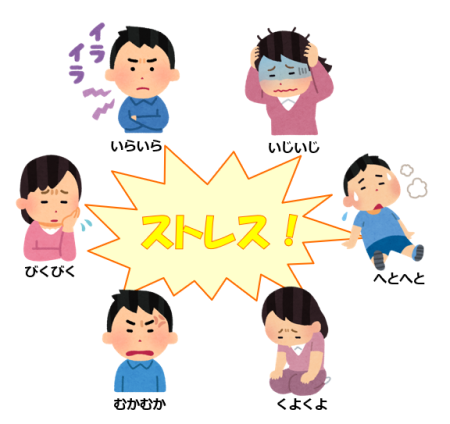 イライラ
いらいら
いじいじ
ストレス！
びくびく
へとへと
むかむか
くよくよ